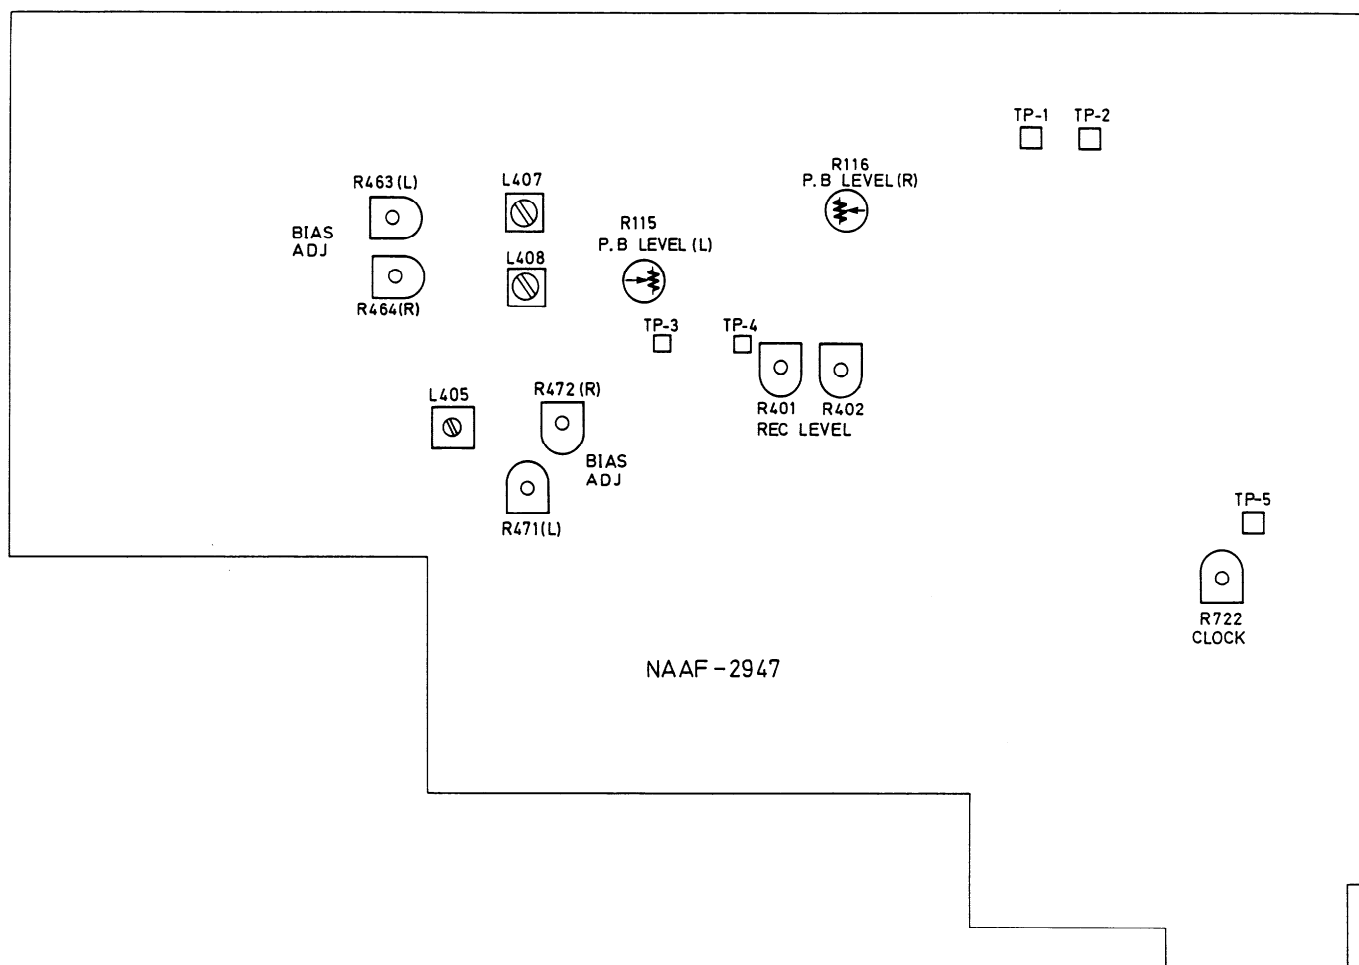 TP-1 TP-2
R116
P.B LEVEL(R)
R463(L)
L407
BIAS
ADJ
R115
P.B LEVEL(L)
L408
R464(R)
TP-3
TP-4
L405
R472(R)
R401 R402
REC LEVEL
BIAS
ADJ
R471(L)
TP-5
R722
CLOCK
NAAF-2947